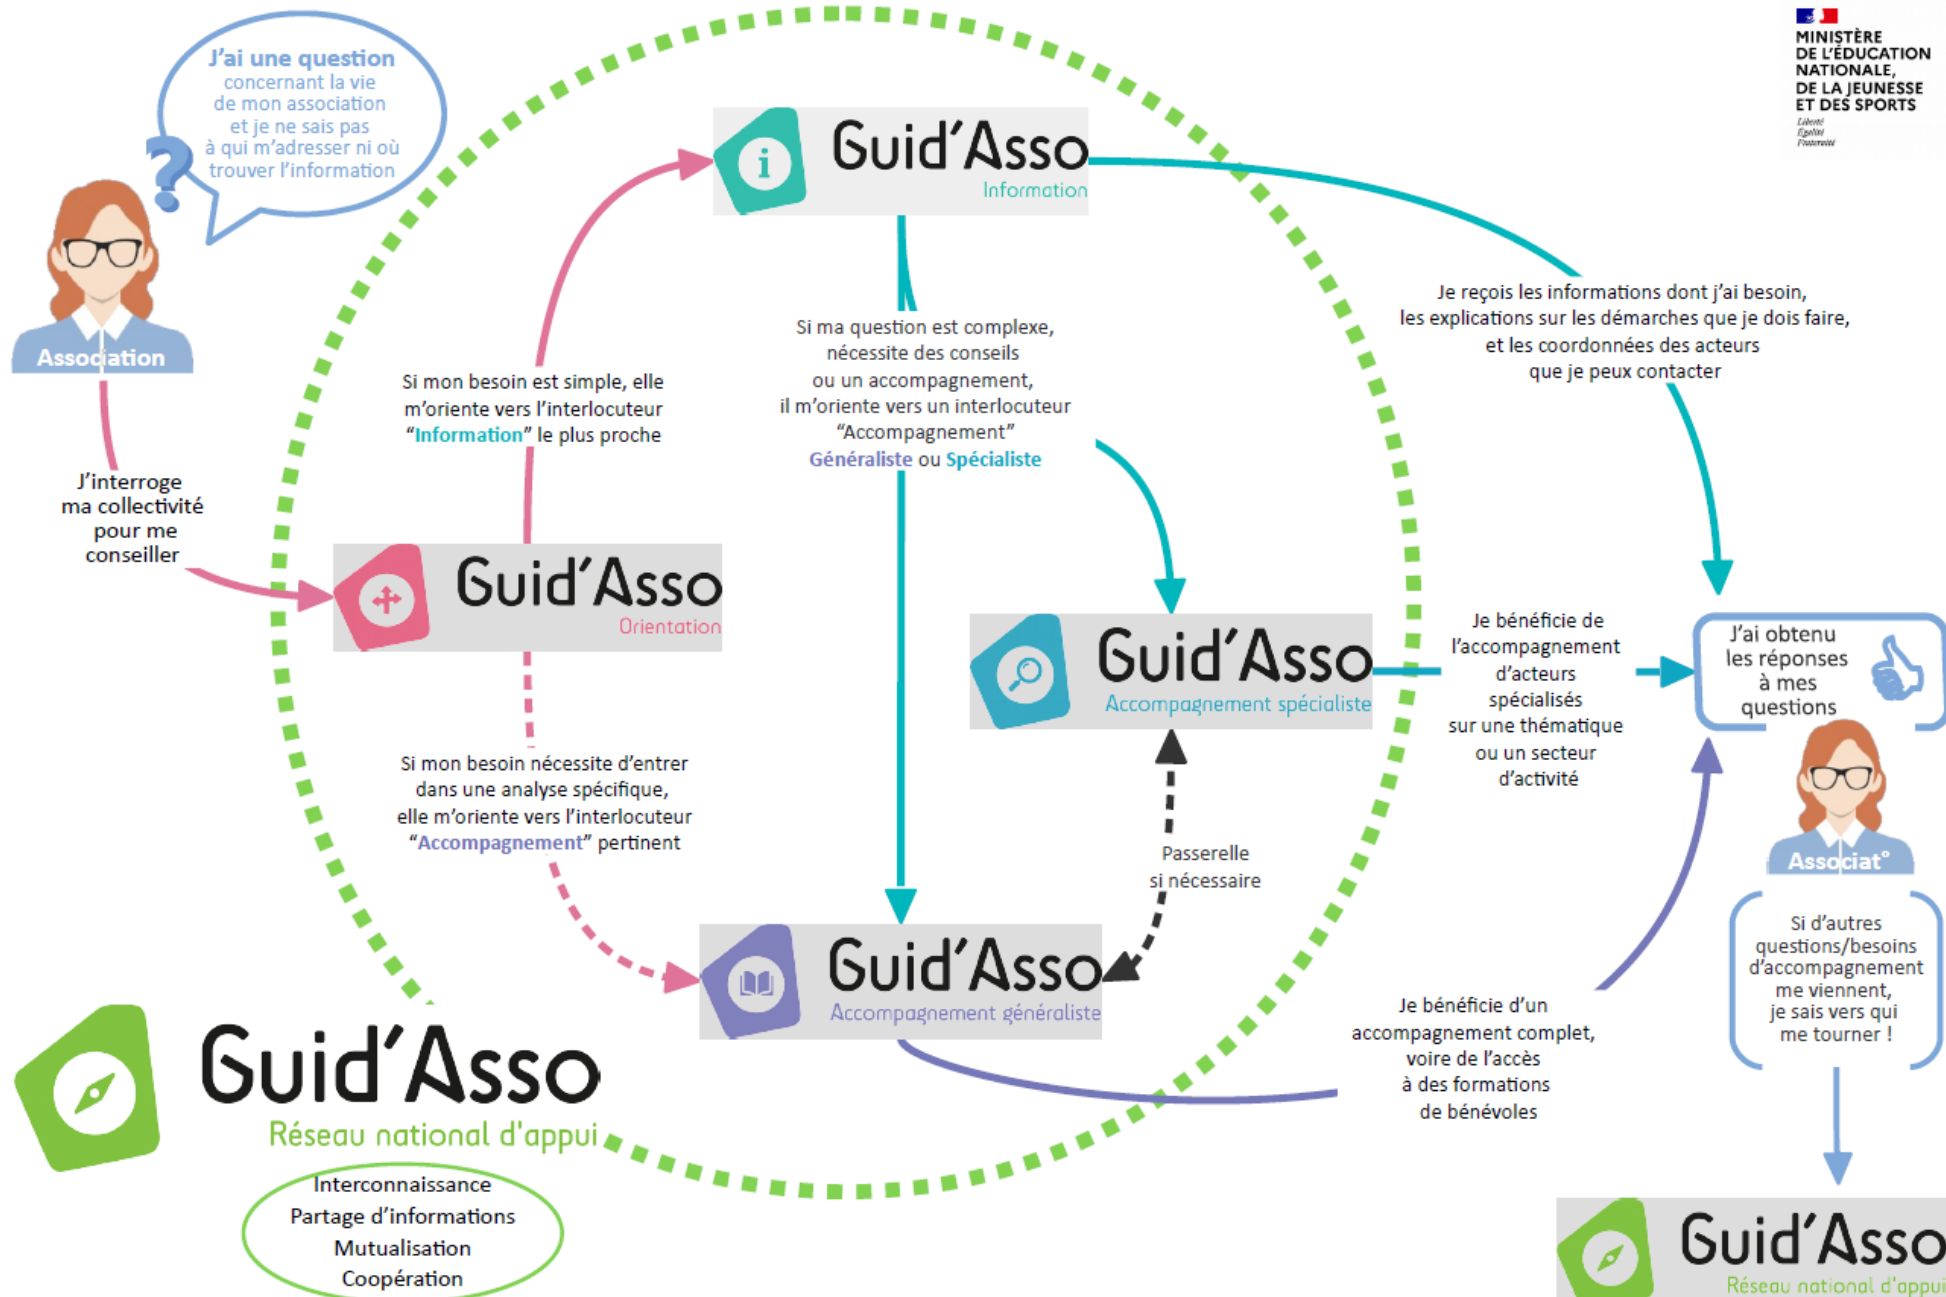 J'ai une question
concernant la vie
de mon association
et je ne sais pas
à qui m'adresser ni où
trouver l'information
?
Association
J'interroge
ma collectivité
pour me
conseiller
MINISTÈRE
DE L'ÉDUCATION
NATIONALE,
DE LA JEUNESSE
ET DES SPORTS
Liberté
Égalité
Fraternité
i
Guid'Asso
Information
Si mon besoin est simple, elle
m'oriente vers l'interlocuteur
“Information” le plus proche
Si ma question est complexe,
nécessite des conseils
ou un accompagnement,
il m'oriente vers un interlocuteur
“Accompagnement”
Généraliste ou Spécialiste
Je reçois les informations dont j'ai besoin,
les explications sur les démarches que je dois faire,
et les coordonnées des acteurs
que je peux contacter
Guid'Asso
Orientation
Guid'Asso
Accompagnement spécialiste
Je bénéficie de
l'accompagnement
d'acteurs
spécialisés
sur une thématique
ou un secteur
d'activité
J'ai obtenu
les réponses
à mes
questions
Associat°
Si mon besoin nécessite d'entrer
dans une analyse spécifique,
elle m'oriente vers l'interlocuteur
“Accompagnement” pertinent
Passerelle
si nécessaire
Guid'Asso
Accompagnement généraliste
Je bénéficie d'un
accompagnement complet,
voire de l'accès
à des formations
de bénévoles
Si d'autres
questions/besoins
d'accompagnement
me viennent,
je sais vers qui
me tourner !
Guid'Asso
Réseau national d'appui
Interconnaissance
Partage d'informations
Mutualisation
Coopération
Guid'Asso
Réseau national d'appui